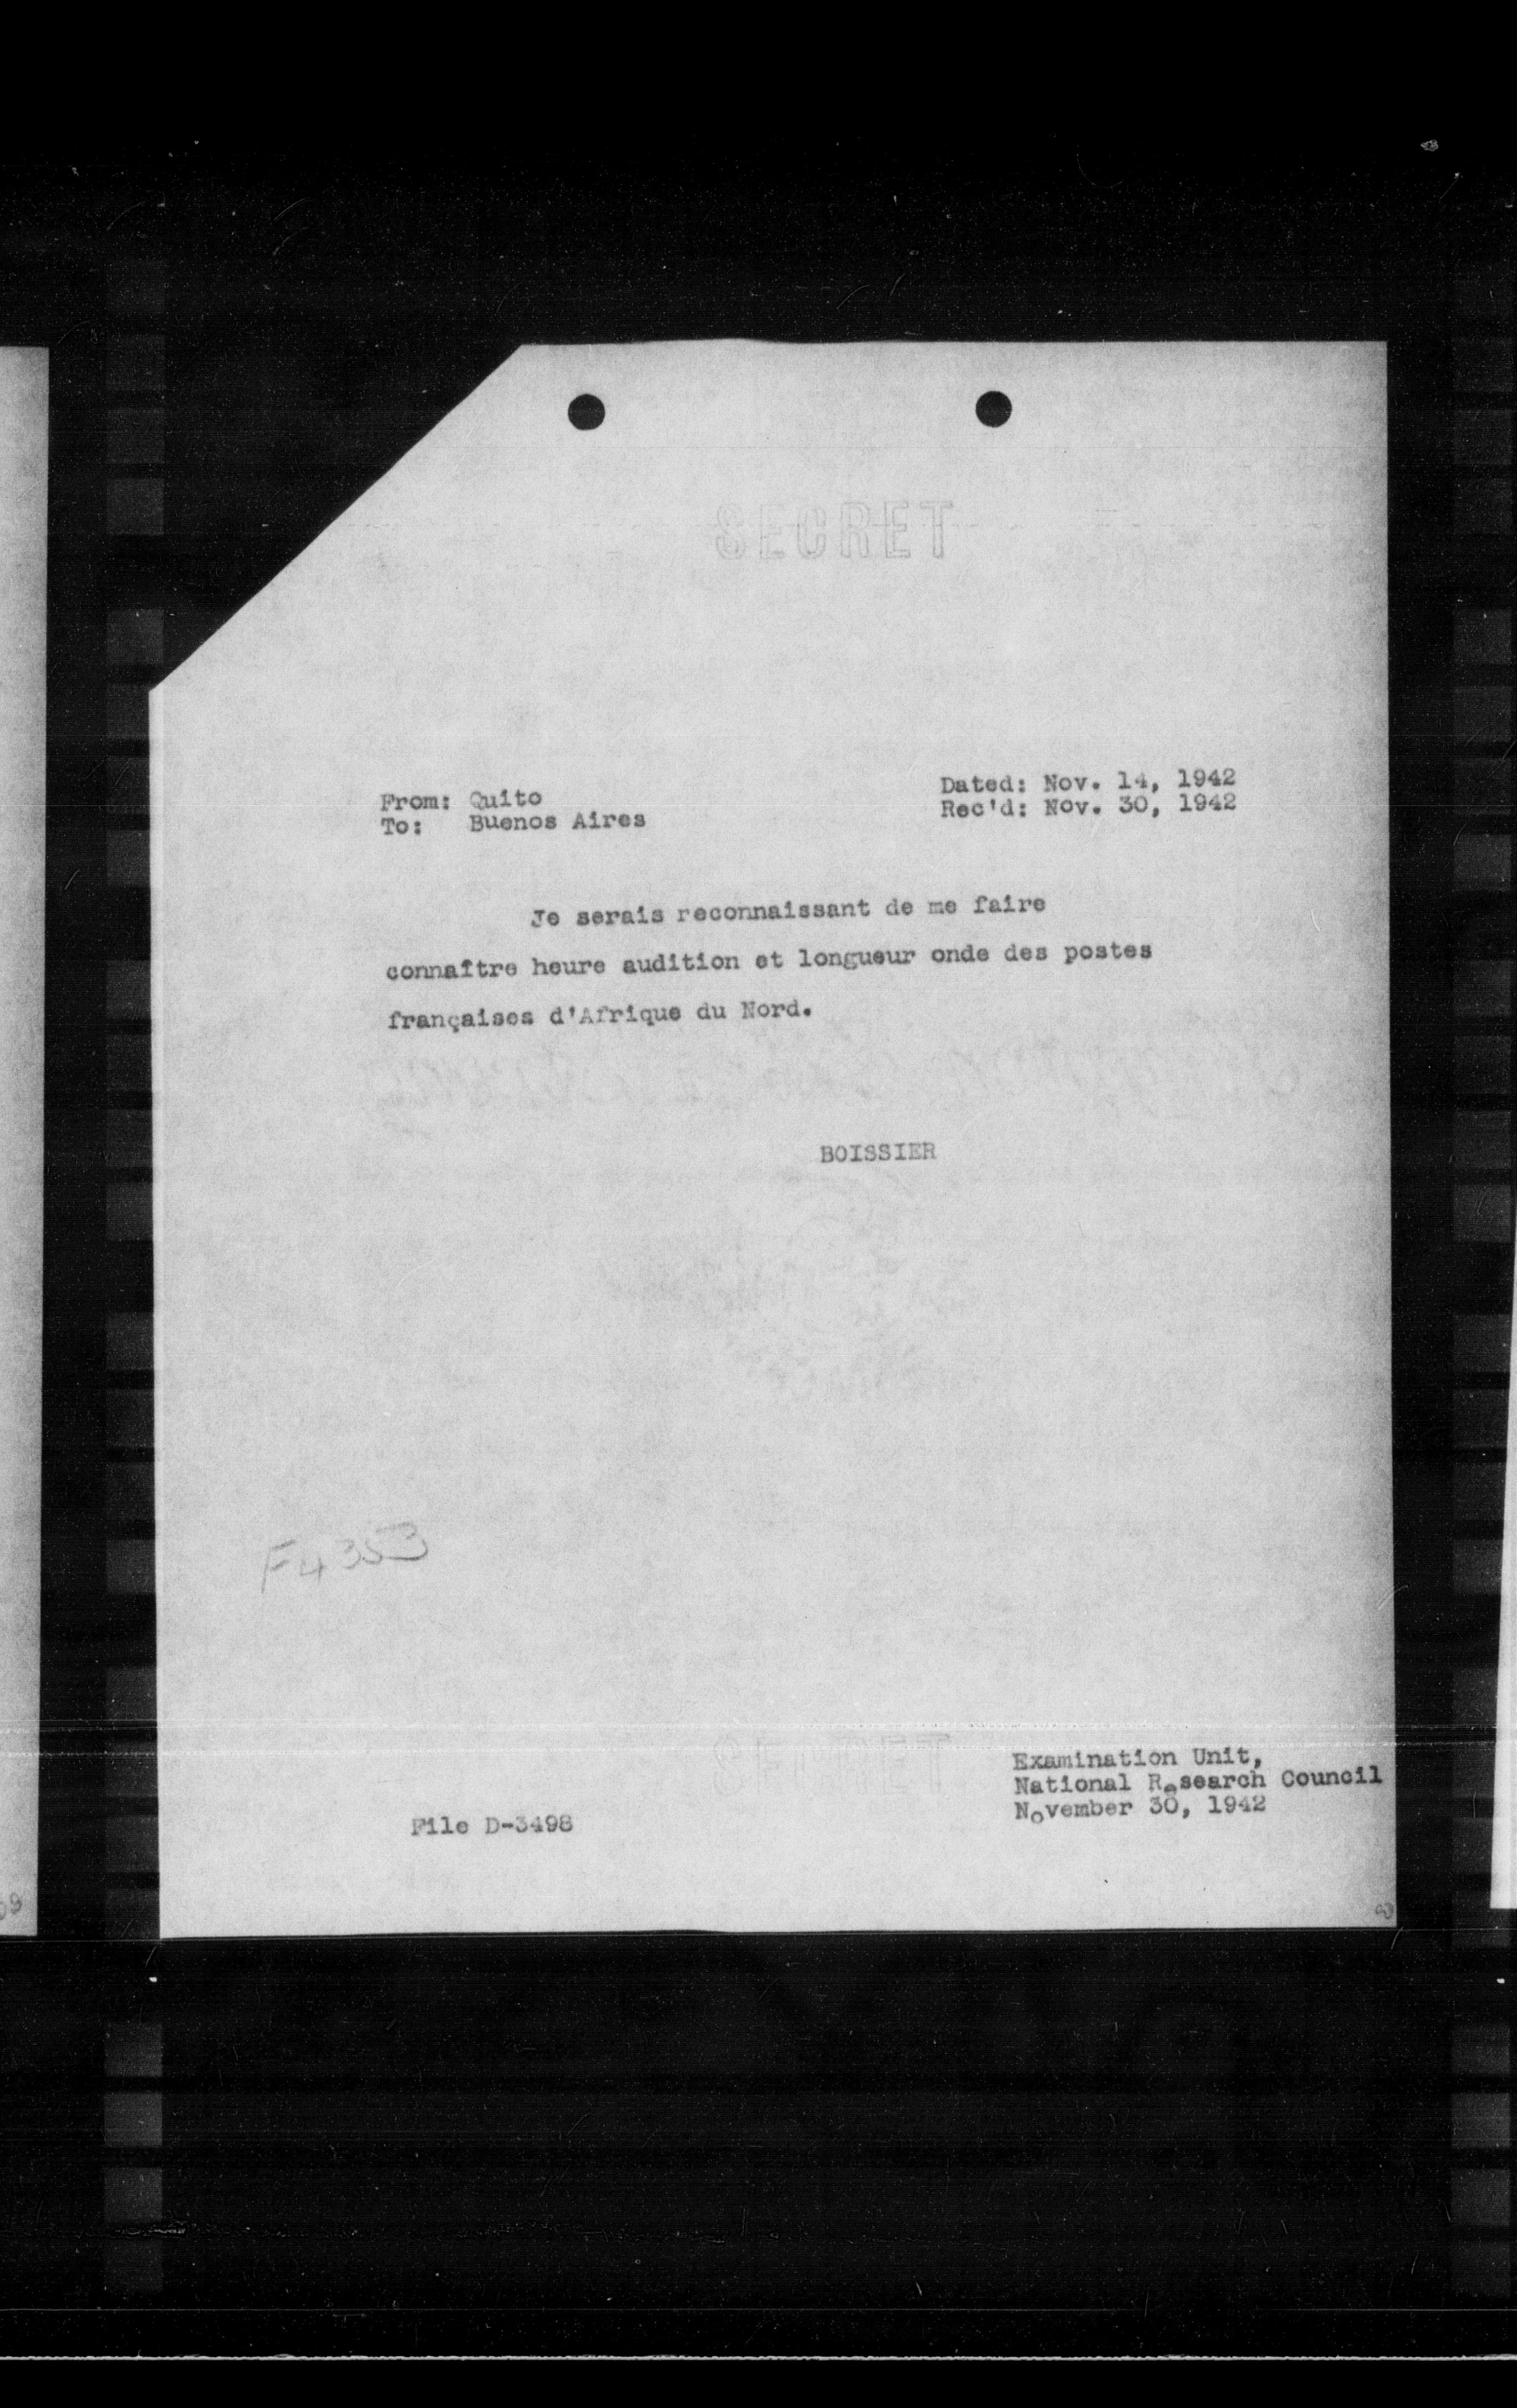 SECRET
From: Quito
To: Buenos Aires
Dated: Nov. 14, 1942
Rec'd: Nov. 30, 1942
Je serais reconnaissant de me faire
connaître heure audition et longueur onde des postes
françaises d'Afrique du Nord.
BOISSIER
F4353
SECRET
Examination Unit,
National Research Council
November 30, 1942
File D-3498